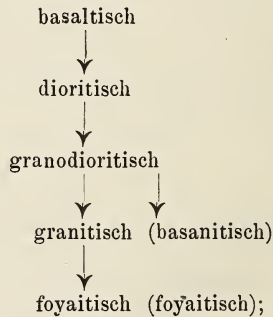 basaltisch
dioritisch
granodioritisch
granitisch (basanitisch)
foyaitisch (foyaitisch);